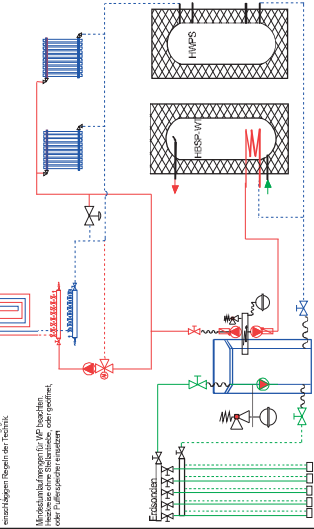 HWPS
HBSP-WT
einschlägigen Regeln der Technik.
Mindestumlaufmengen für WP beachten.
Heizkreise ohne Stellantriebe, oder geöffnet,
oder Pufferspeicher einsetzen
Erdsonden